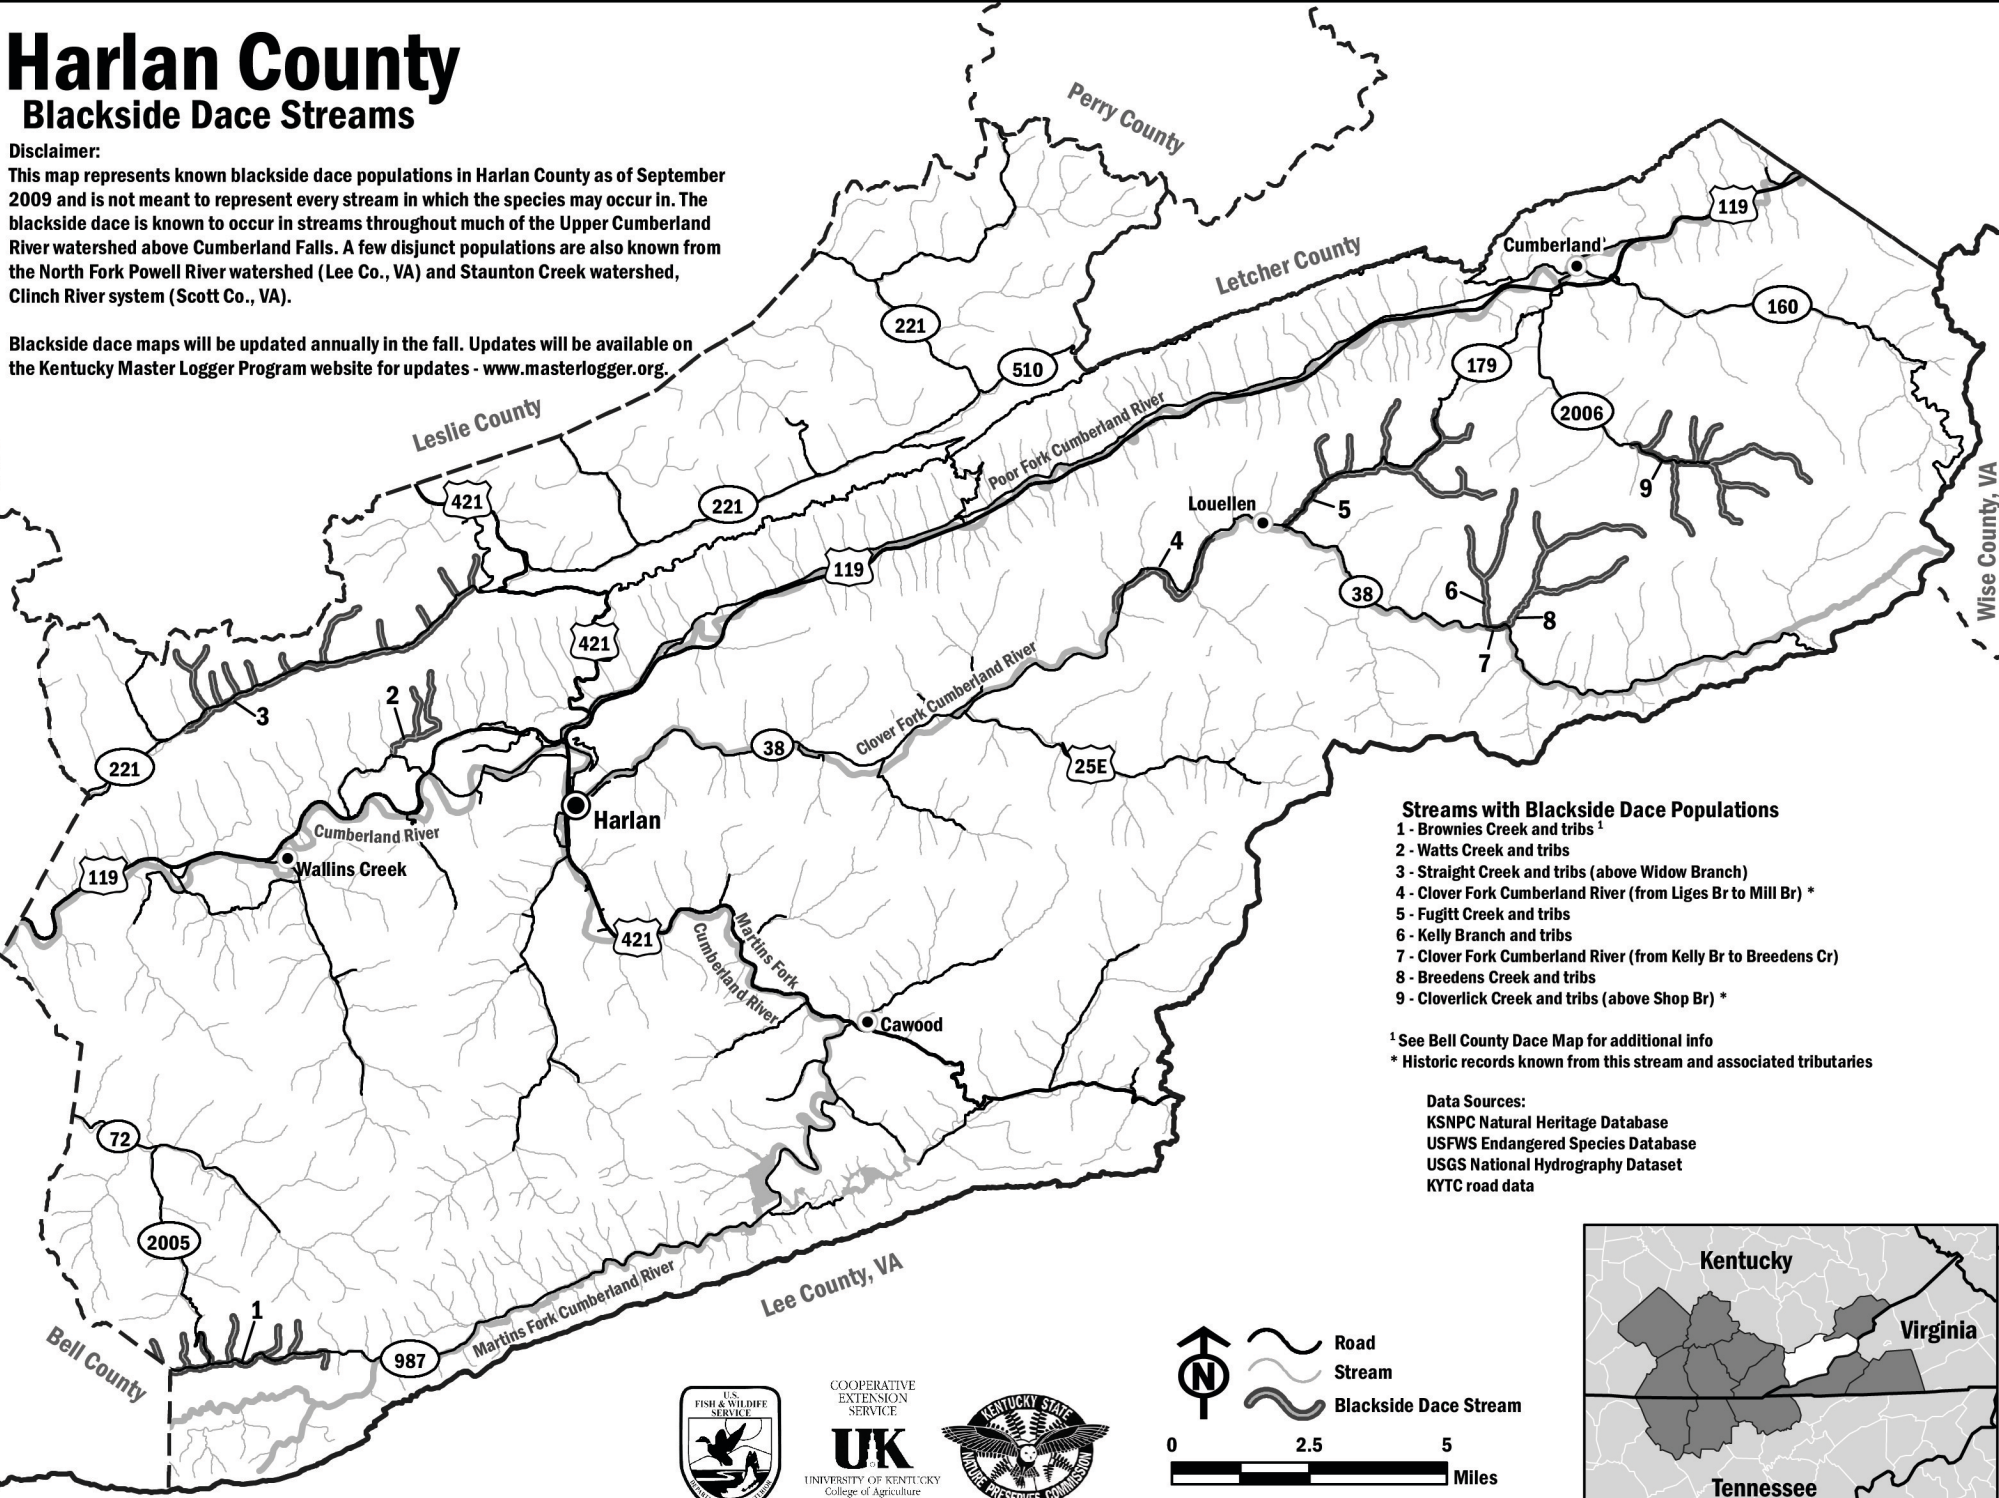 Harlan County
Blackside Dace Streams
Disclaimer:
This map represents known blackside dace populations in Harlan County as of September
2009 and is not meant to represent every stream in which the species may occur in. The
blackside dace is known to occur in streams throughout much of the Upper Cumberland
River watershed above Cumberland Falls. A few disjunct populations are also known from
the North Fork Powell River watershed (Lee Co., VA) and Staunton Creek watershed,
Clinch River system (Scott Co., VA).
Blackside dace maps will be updated annually in the fall. Updates will be available on
the Kentucky Master Logger Program website for updates - www.masterlogger.org.
Perry County
Letcher County
Leslie County
Wise County, VA
Lee County, VA
Bell County
119
Cumberland
160
221
510
179
2006
9
421
221
Poor Fork Cumberland River
Louellen
5
4
119
38
6
8
7
421
3
2
221
Clover Fork Cumberland River
38
25E
Harlan
Cumberland River
Wallins Creek
119
421
Martins Fork
Cumberland River
Cawood
72
2005
1
987
Martins Fork Cumberland River
Streams with Blackside Dace Populations
1 - Brownies Creek and tribs 1
2 - Watts Creek and tribs
3 - Straight Creek and tribs (above Widow Branch)
4 - Clover Fork Cumberland River (from Liges Br to Mill Br) *
5 - Fugitt Creek and tribs
6 - Kelly Branch and tribs
7 - Clover Fork Cumberland River (from Kelly Br to Breedens Cr)
8 - Breedens Creek and tribs
9 - Cloverlick Creek and tribs (above Shop Br) *
1 See Bell County Dace Map for additional info
* Historic records known from this stream and associated tributaries
Data Sources:
KSNPC Natural Heritage Database
USFWS Endangered Species Database
USGS National Hydrography Dataset
KYTC road data
Kentucky
Virginia
Tennessee
N
Road
Stream
Blackside Dace Stream
0 2.5 5
Miles
U.S.
FISH & WILDIFE
SERVICE
COOPERATIVE
EXTENSION
SERVICE
UK
UNIVERSITY OF KENTUCKY
College of Agriculture
KENTUCKY STATE
NATURE PRESERVES COMMISSION